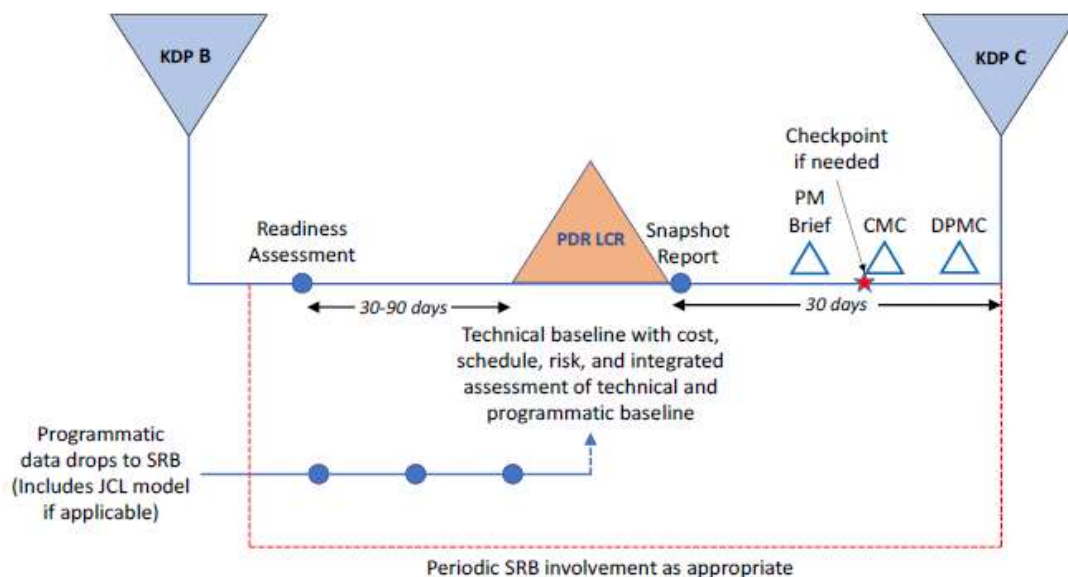 KDP B
KDP C
Checkpoint
if needed
PM
Brief
CMC
DPMC
Readiness
Assessment
PDR LCR
Snapshot
Report
30-90 days
30 days
Technical baseline with cost,
schedule, risk, and integrated
assessment of technical and
programmatic baseline
Programmatic
data drops to SRB
(Includes JCL model
if applicable)
Periodic SRB involvement as appropriate